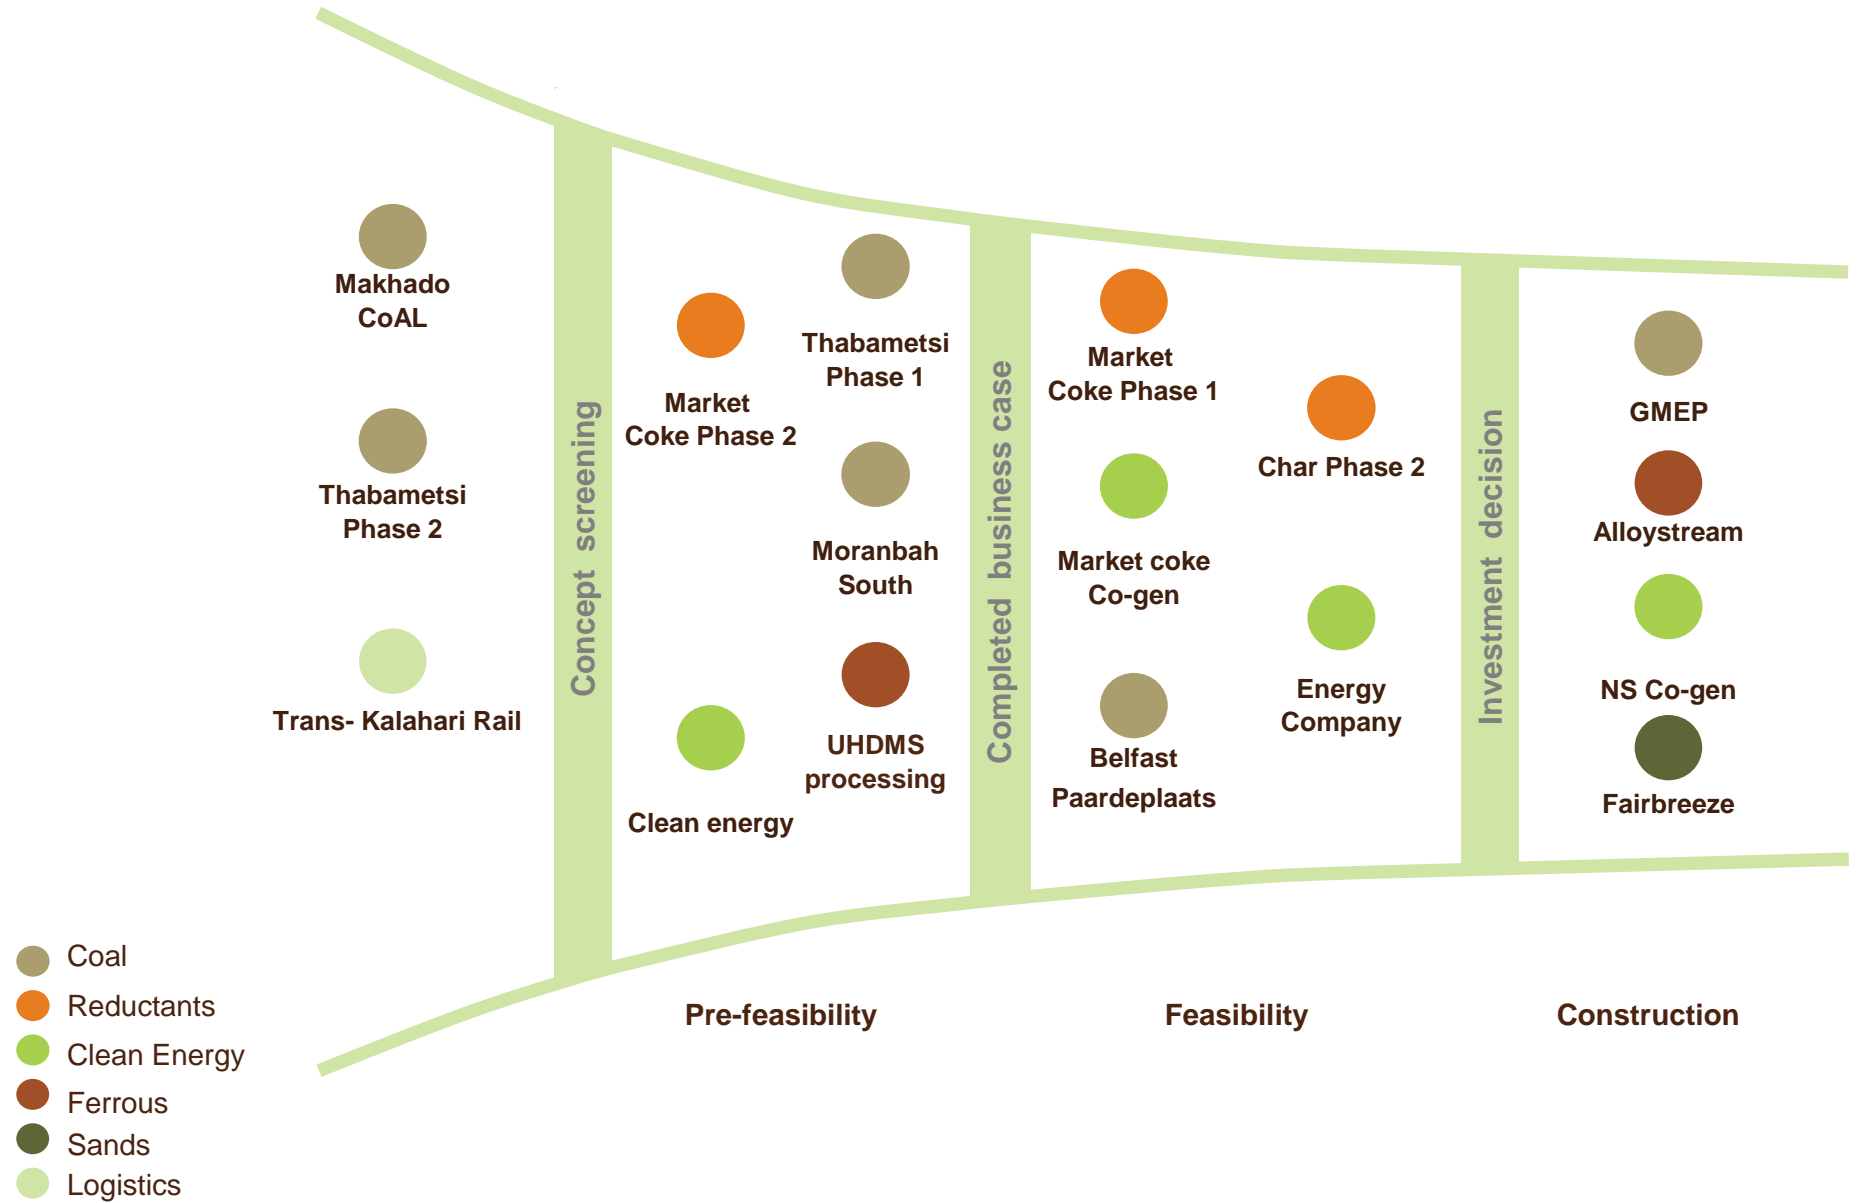 Makhado
CoAL
Thabametsi
Phase 2
Trans- Kalahari Rail
Concept screening
Market
Coke Phase 2
Clean energy
Thabametsi
Phase 1
Moranbah
South
UHDMS
processing
Completed business case
Market
Coke Phase 1
Market coke
Co-gen
Belfast
Paardeplaats
Char Phase 2
Energy
Company
Investment decision
GMEP
Alloystream
NS Co-gen
Fairbreeze
Pre-feasibility
Feasibility
Construction
Coal
Reductants
Clean Energy
Ferrous
Sands
Logistics